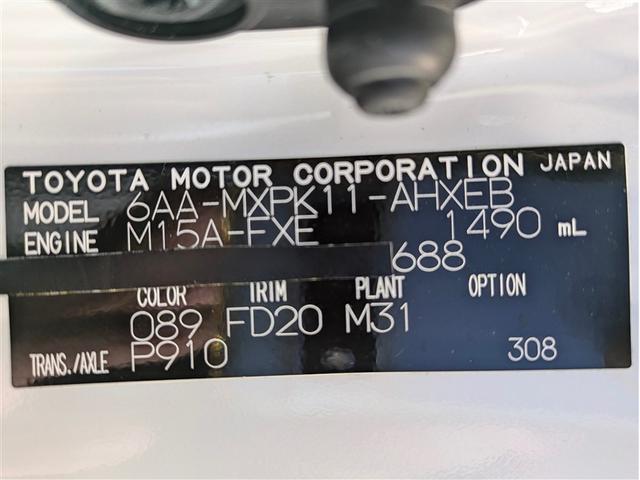 TOYOTA MOTOR CORPORATION JAPAN
MODEL 6AA-MXPK11-AHXEB
ENGINE M15A-FXE 1490 mL
688
COLOR TRIM PLANT OPTION
089 FD20 M31
TRANS./AXLE P910 308